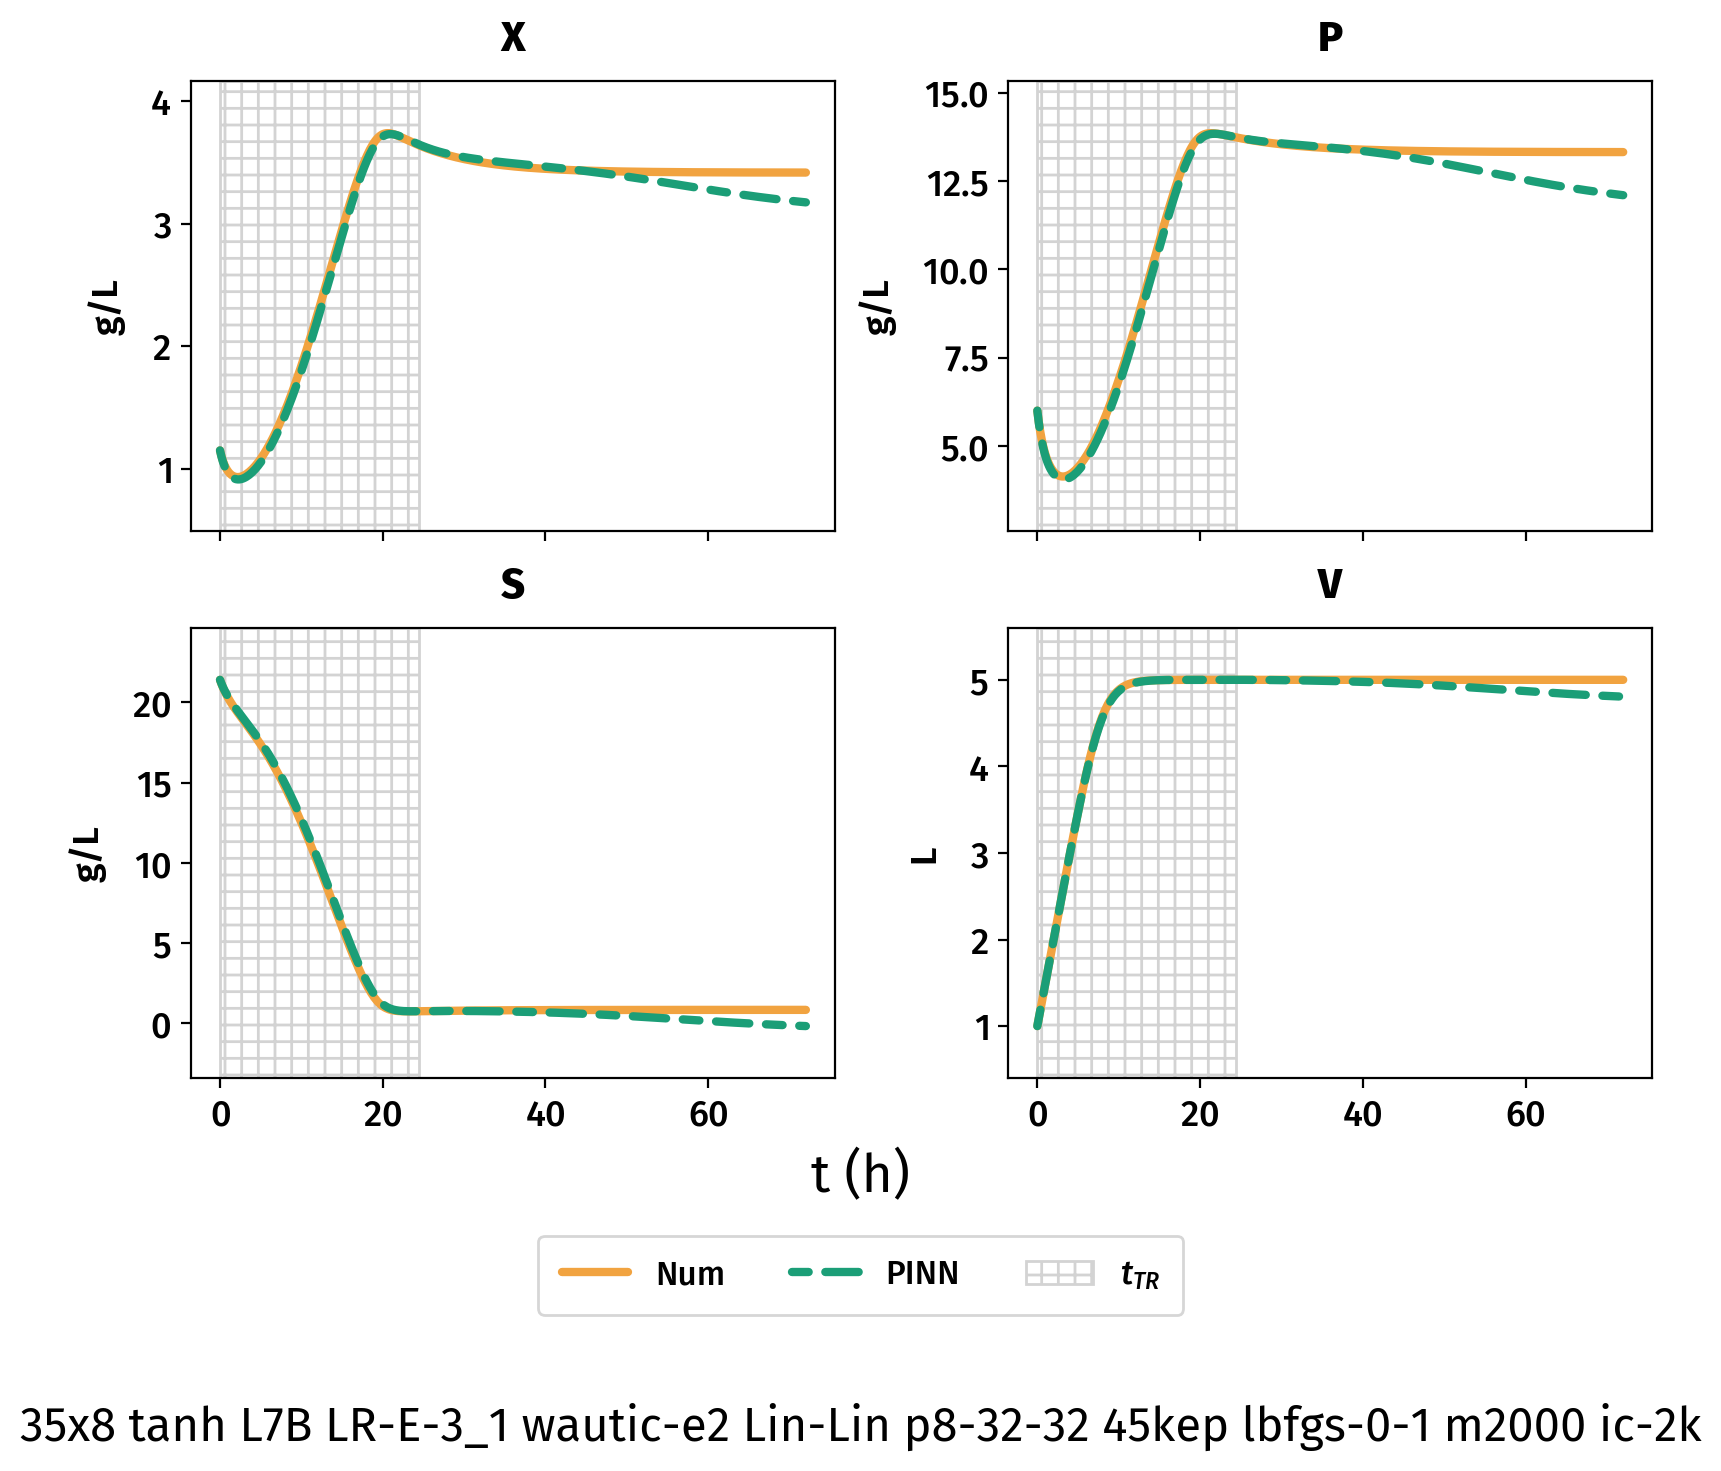 X
P
4
3
2
1
g/L
15.0
12.5
10.0
7.5
5.0
g/L
S
V
20
15
10
5
0
g/L
5
4
3
2
1
L
0 20 40 60
0 20 40 60
t (h)
Num PINN tTR
35x8 tanh L7B LR-E-3_1 wautic-e2 Lin-Lin p8-32-32 45kep lbfgs-0-1 m2000 ic-2k